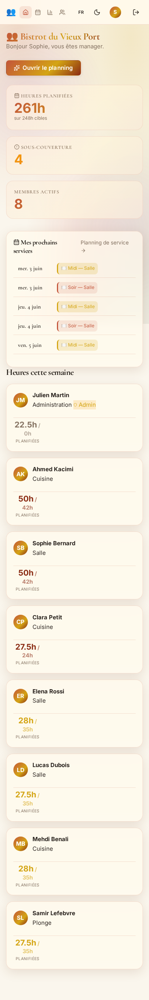 FR
S
Bistrot du Vieux Port
Bonjour Sophie, vous êtes manager.
Ouvrir le planning
HEURES PLANIFIÉES
261h
sur 248h cibles
SOUS-COUVERTURE
4
MEMBRES ACTIFS
8
Mes prochains
services
Planning de service
→
mer. 3 juin
Midi — Salle
mer. 3 juin
Soir — Salle
jeu. 4 juin
Midi — Salle
jeu. 4 juin
Soir — Salle
ven. 5 juin
Midi — Salle
Heures cette semaine
JM
Julien Martin
Administration Admin
22.5h /
0h
PLANIFIÉES
AK
Ahmed Kacimi
Cuisine
50h /
42h
PLANIFIÉES
SB
Sophie Bernard
Salle
50h /
42h
PLANIFIÉES
CP
Clara Petit
Cuisine
27.5h /
24h
PLANIFIÉES
ER
Elena Rossi
Salle
28h /
35h
PLANIFIÉES
LD
Lucas Dubois
Salle
27.5h /
35h
PLANIFIÉES
MB
Mehdi Benali
Cuisine
28h /
35h
PLANIFIÉES
SL
Samir Lefebvre
Plonge
27.5h /
35h
PLANIFIÉES